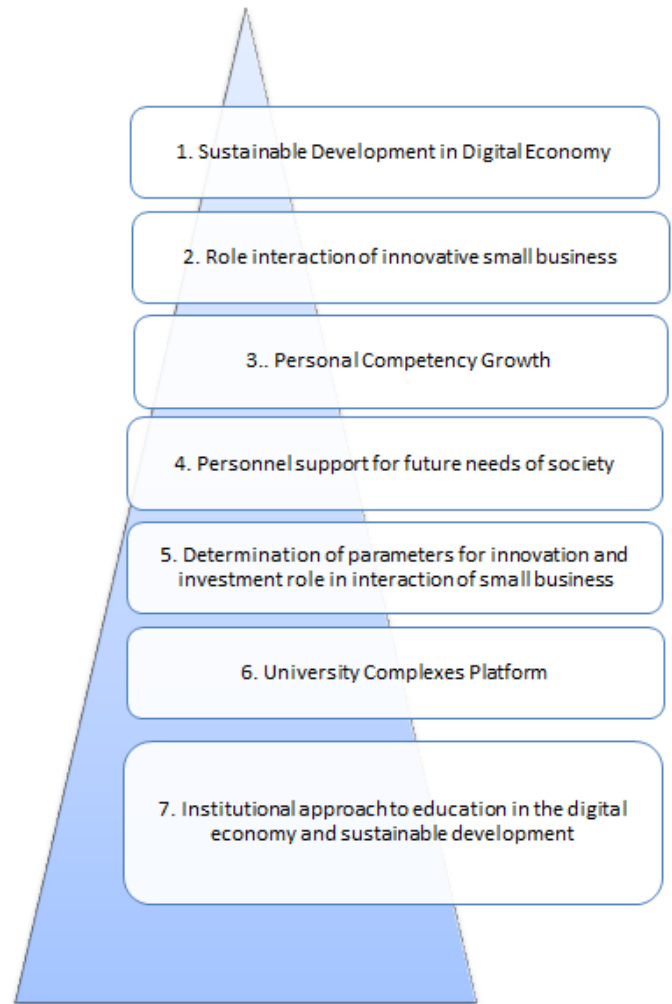 1. Sustainable Development in Digital Economy
2. Role interaction of innovative small business
3.. Personal Competency Growth
4. Personnel support for future needs of society
5. Determination of parameters for innovation and
investment role in interaction of small business
6. University Complexes Platform
7. Institutional approach to education in the digital
economy and sustainable development